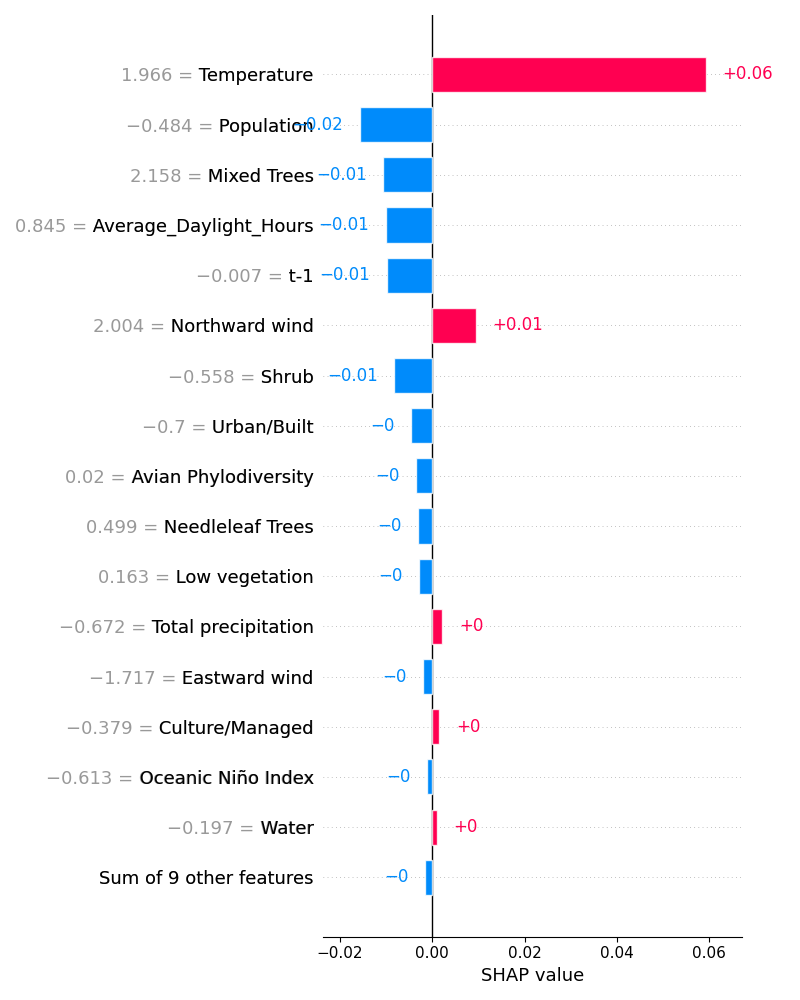 1.966 = Temperature +0.06
−0.484 = Population −0.02
2.158 = Mixed Trees −0.01
0.845 = Average_Daylight_Hours −0.01
−0.007 = t-1 −0.01
2.004 = Northward wind +0.01
−0.558 = Shrub −0.01
−0.7 = Urban/Built −0
0.02 = Avian Phylodiversity −0
0.499 = Needleleaf Trees −0
0.163 = Low vegetation −0
−0.672 = Total precipitation +0
−1.717 = Eastward wind −0
−0.379 = Culture/Managed +0
−0.613 = Oceanic Niño Index −0
−0.197 = Water +0
Sum of 9 other features −0
−0.02 0.00 0.02 0.04 0.06
SHAP value